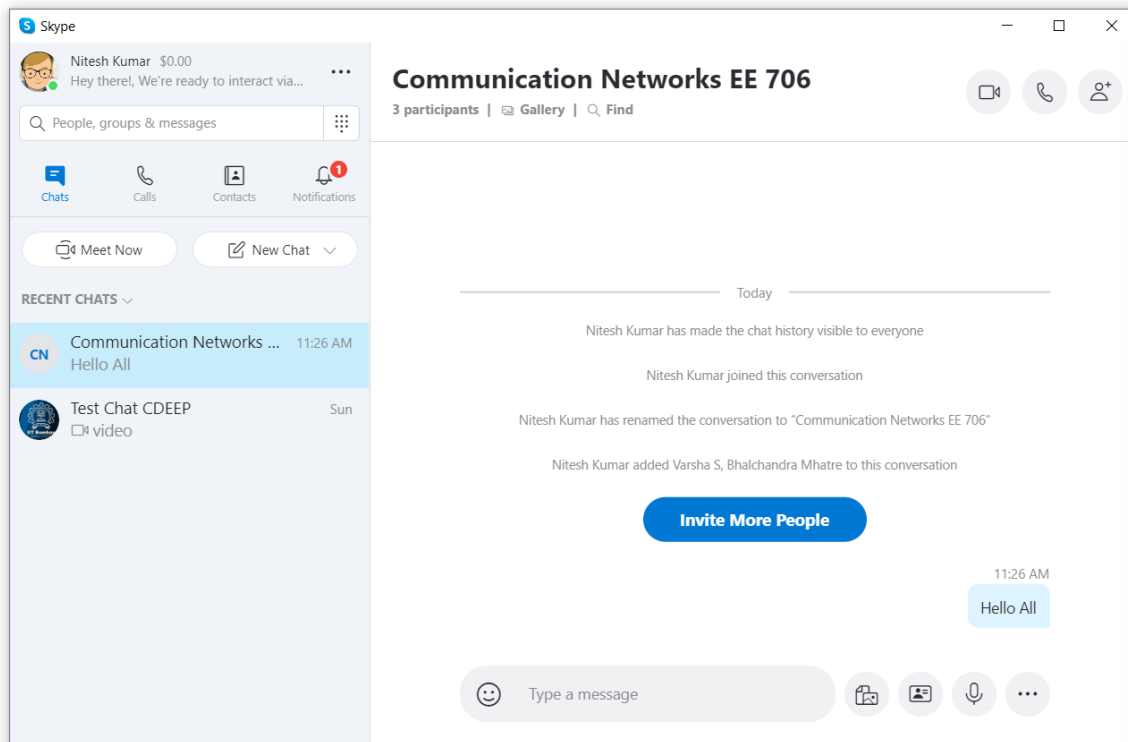 Skype
Nitesh Kumar $0.00
Hey there!, We're ready to interact via...
People, groups & messages
Chats
Calls
Contacts
1
Notifications
Meet Now
New Chat
RECENT CHATS
CN
Communication Networks ... 11:26 AM
Hello All
Test Chat CDEEP Sun
video
Communication Networks EE 706
3 participants | Gallery | Find
Today
Nitesh Kumar has made the chat history visible to everyone
Nitesh Kumar joined this conversation
Nitesh Kumar has renamed the conversation to “Communication Networks EE 706”
Nitesh Kumar added Varsha S, Bhalchandra Mhatre to this conversation
Invite More People
11:26 AM
Hello All
Type a message